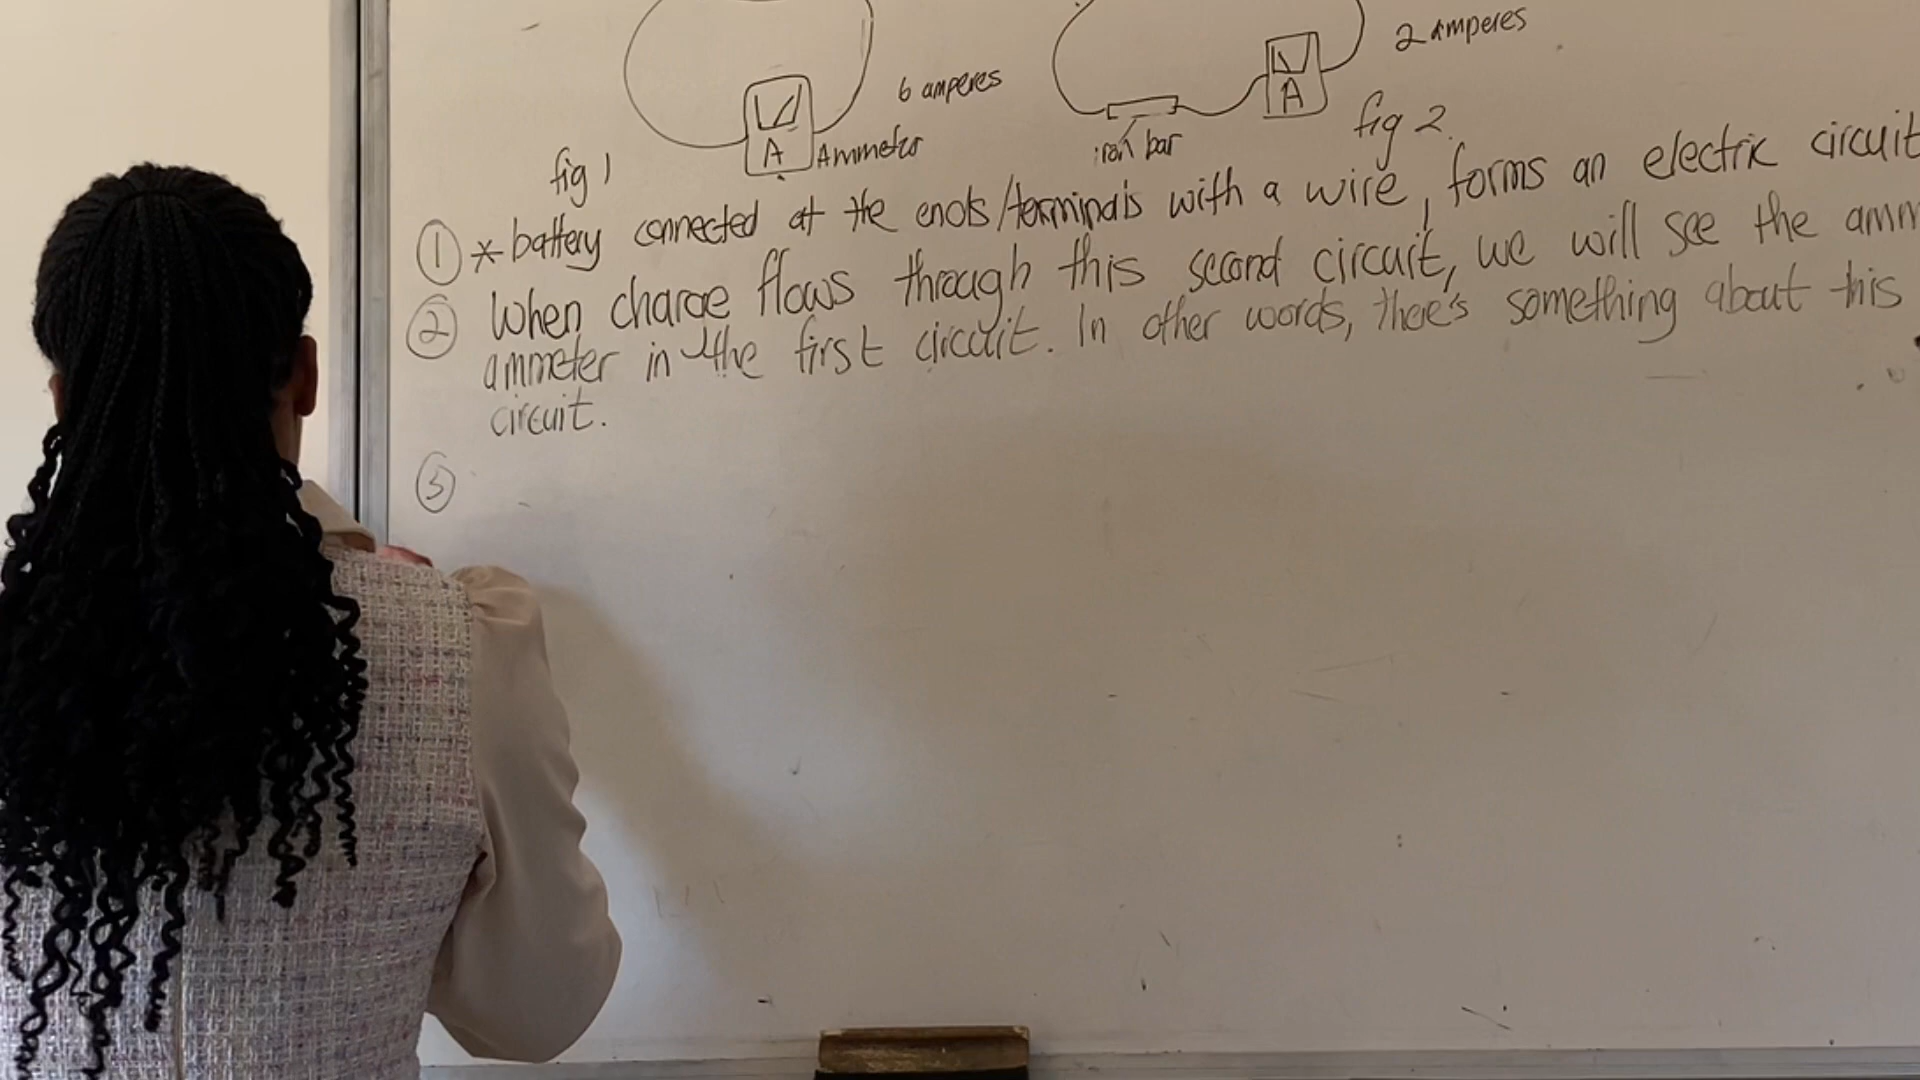 2 amperes
6 amperes
A
A
Ammeter
iron bar
fig 2.
fig 1
① * battery connected at the ends/terminals with a wire, forms an electric circuit
② When charge flows through this second circuit, we will see the amm
ammeter in the first circuit. In other words, there's something about this
circuit.
③